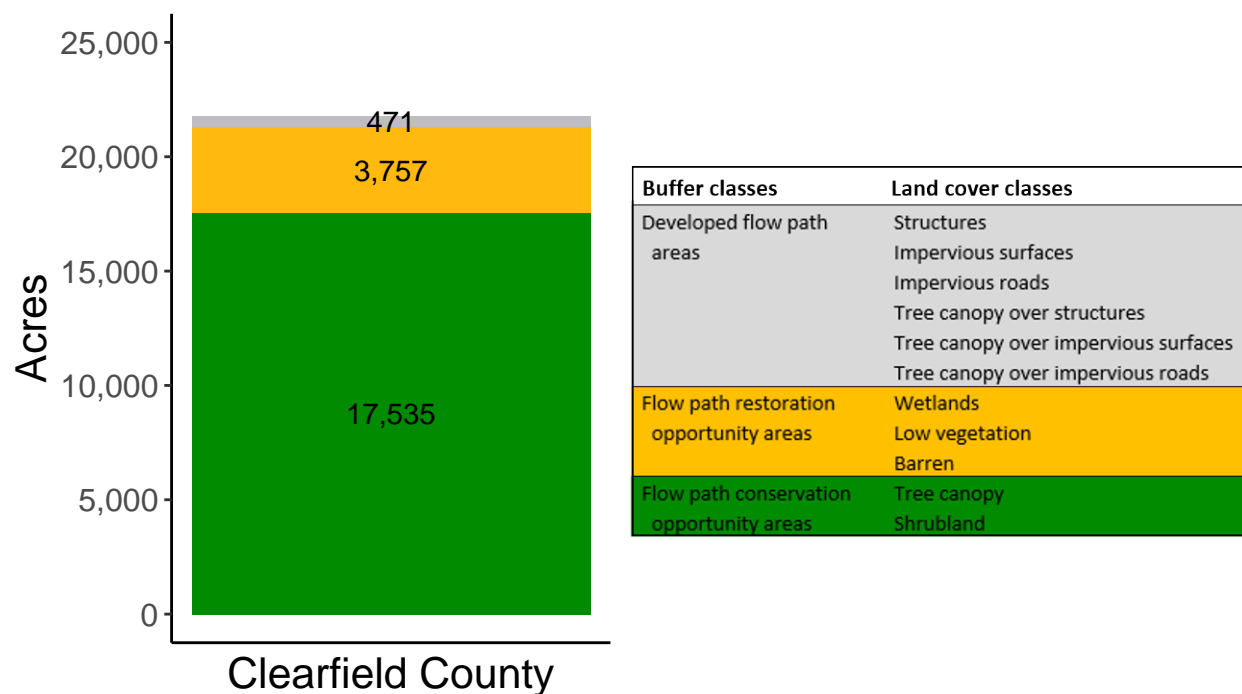 25,000
20,000
15,000
10,000
5,000
0
Acres
471
3,757
17,535
Clearfield County
Buffer classes Land cover classes
Developed flow path Structures
areas Impervious surfaces
Impervious roads
Tree canopy over structures
Tree canopy over impervious surfaces
Tree canopy over impervious roads
Flow path restoration Wetlands
opportunity areas Low vegetation
Barren
Flow path conservation Tree canopy
opportunity areas Shrubland